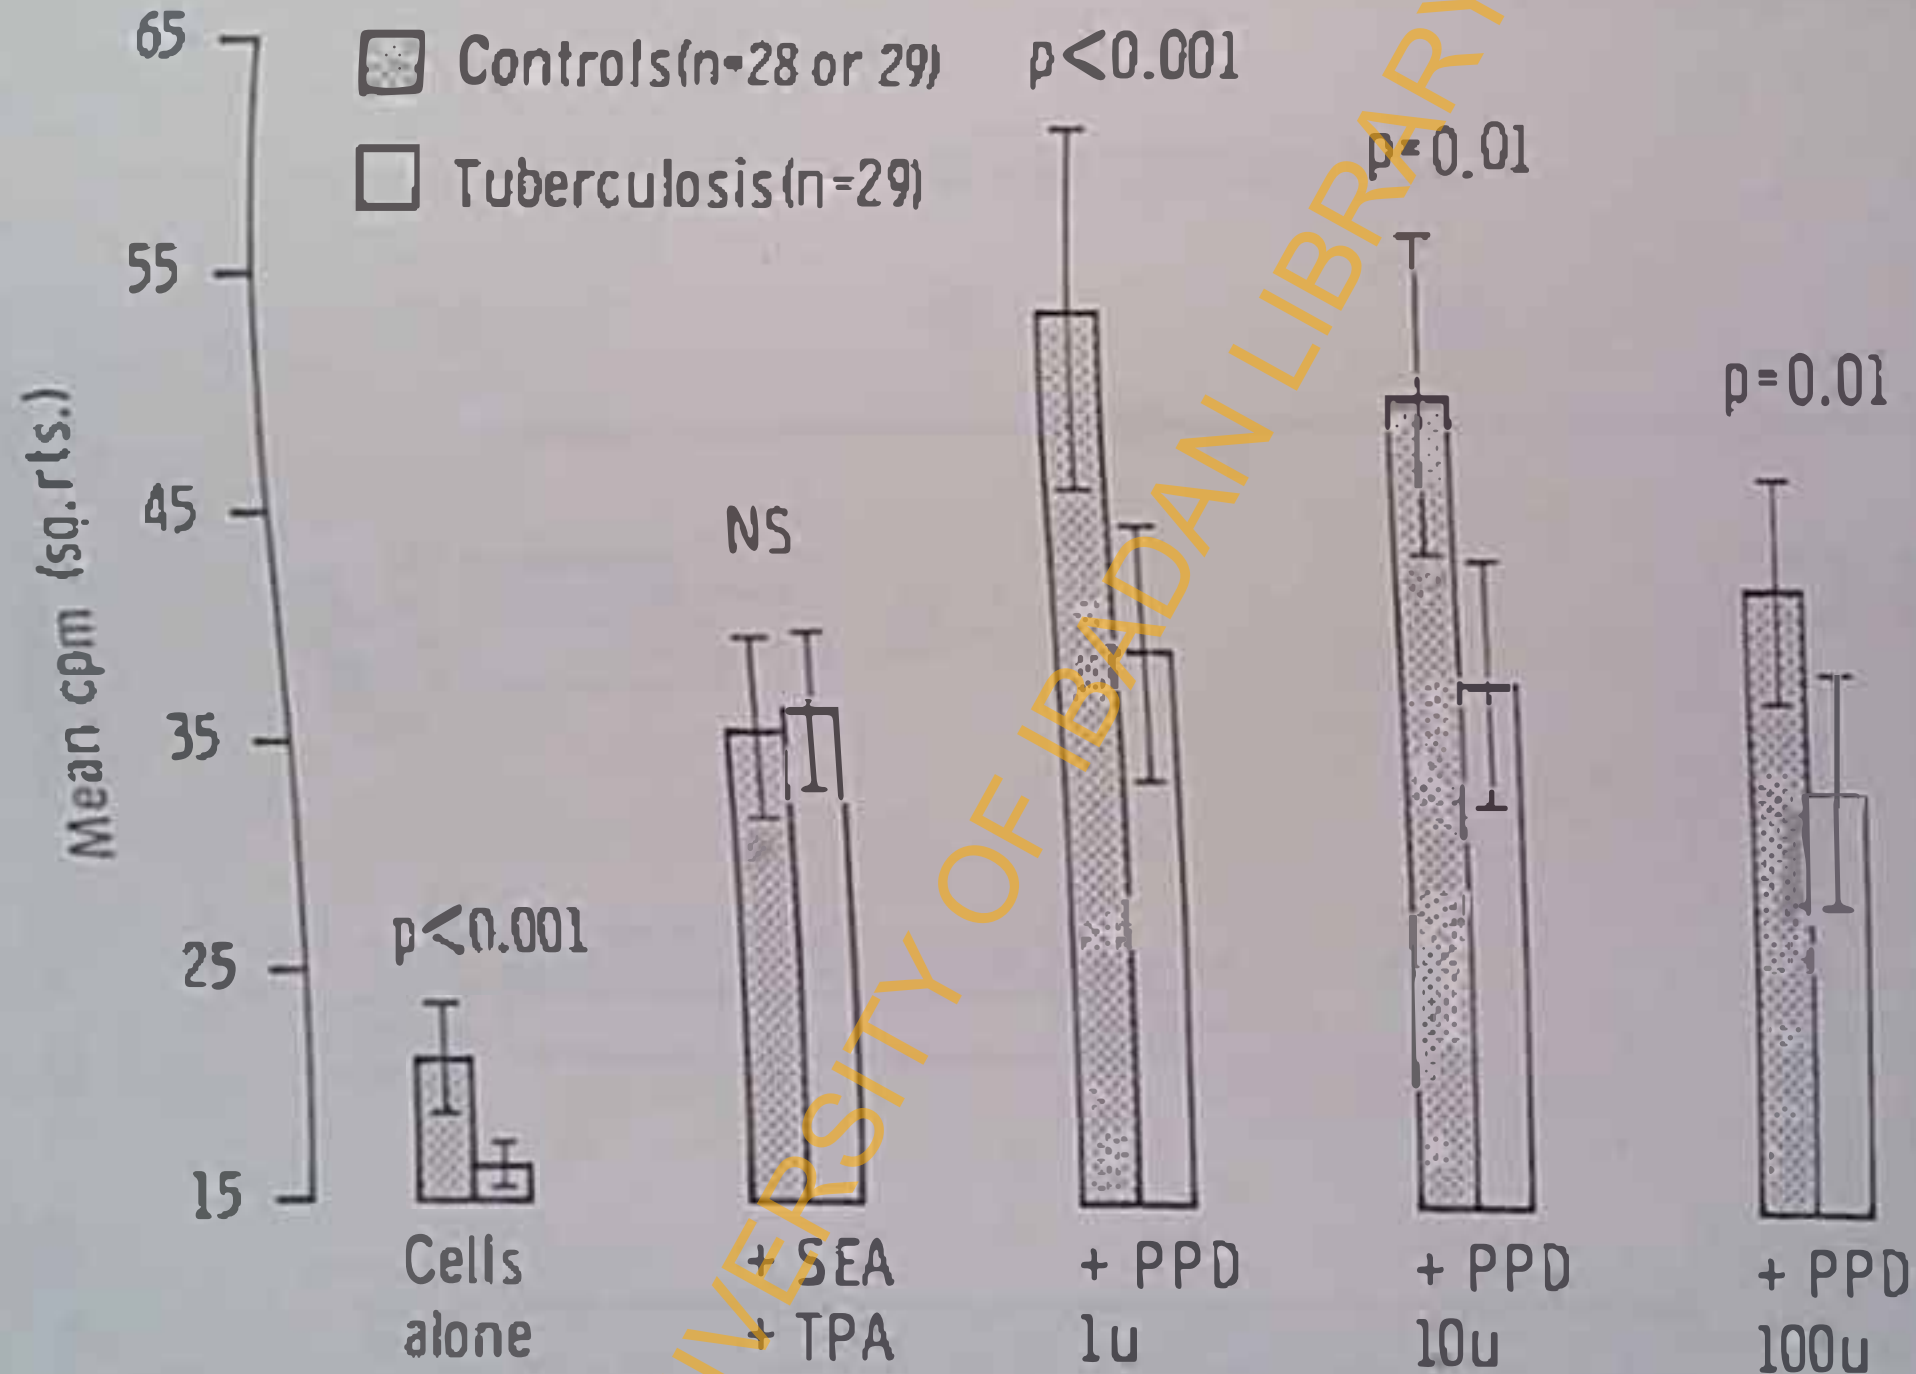 65
55
45
35
25
15
Mean cpm (sq.rts.)
Controls(n=28 or 29)
Tuberculosis(n=29)
p<0.001
NS
p<0.001
p=0.01
p=0.01
Cells
alone
+ SEA
+ TPA
+ PPD
1u
+ PPD
10u
+ PPD
100u
VERSITY OF IBADAN LIBRARY